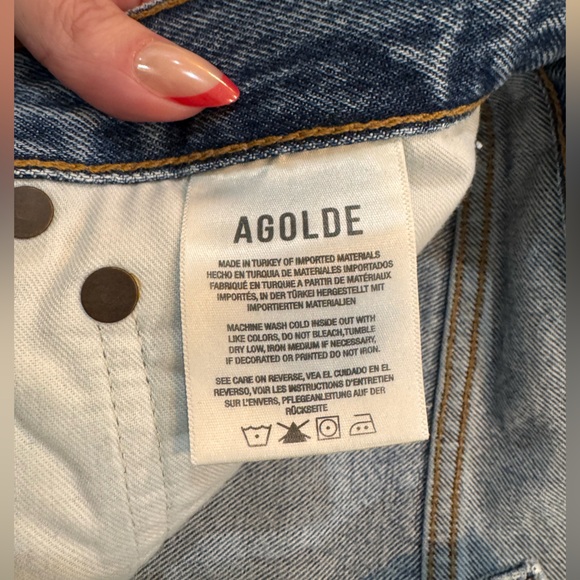 AGOLDE
MADE IN TURKEY OF IMPORTED MATERIALS
HECHO EN TURQUIA DE MATERIALES IMPORTADOS
FABRIQUÉ EN TURQUIE A PARTIR DE MATÉRIAUX
IMPORTÉS, IN DER TÜRKEI HERGESTELLT MIT
IMPORTIERTEN MATERIALIEN
MACHINE WASH COLD INSIDE OUT WITH
LIKE COLORS, DO NOT BLEACH,TUMBLE
DRY LOW, IRON MEDIUM IF NECESSARY,
IF DECORATED OR PRINTED DO NOT IRON.
SEE CARE ON REVERSE, VEA EL CUIDADO EN EL
REVERSO, VOIR LES INSTRUCTIONS D'ENTRETIEN
SUR L'ENVERS, PFLEGEANLEITUNG AUF DER
RÜCKSEITE